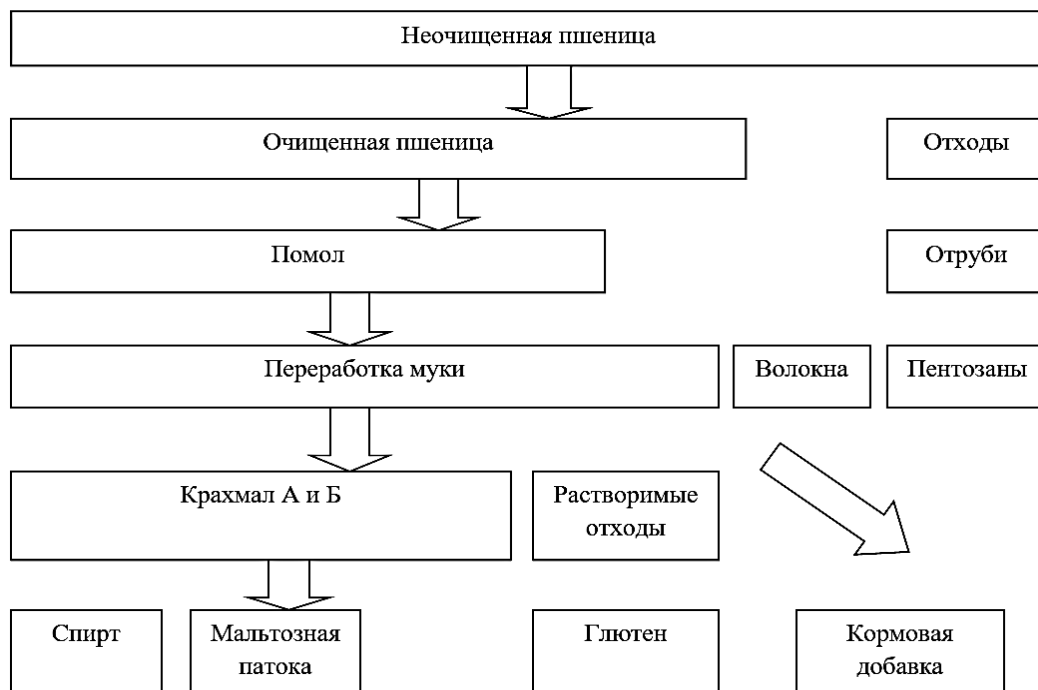 Неочищенная пшеница
Очищенная пшеница
Отходы
Помол
Отруби
Переработка муки
Волокна
Пентозаны
Крахмал А и Б
Растворимые
отходы
Спирт
Мальтозная
патока
Глютен
Кормовая
добавка